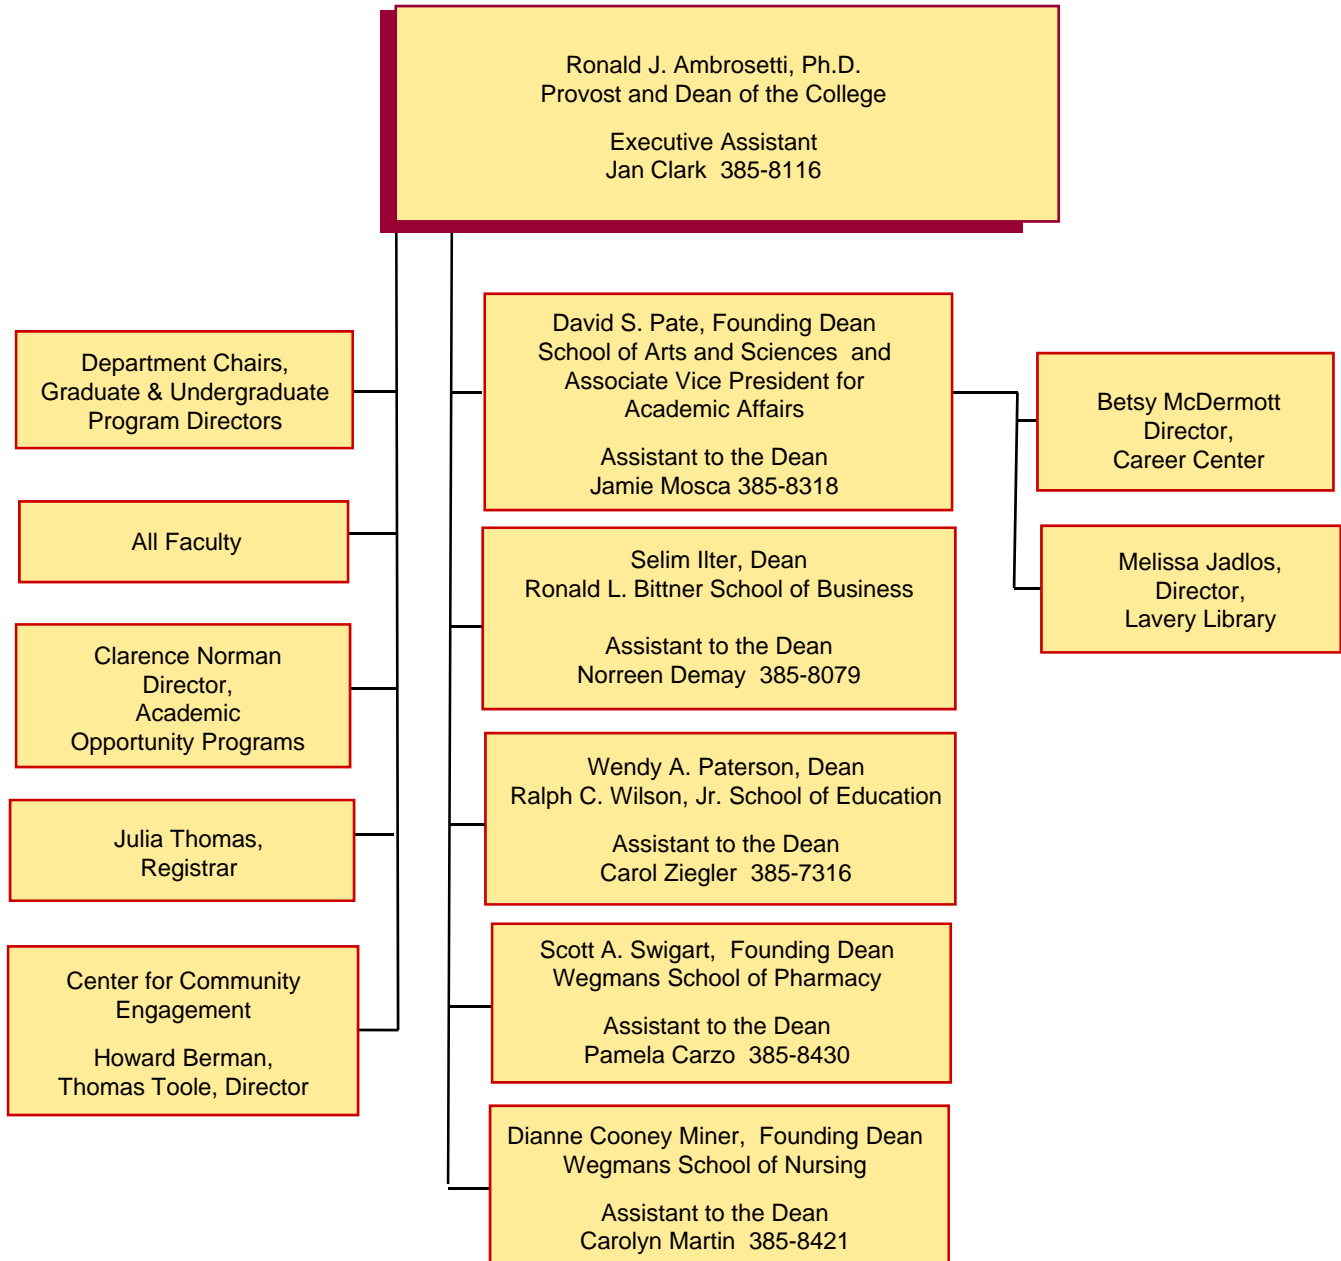 Ronald J. Ambrosetti, Ph.D.
Provost and Dean of the College
Executive Assistant
Jan Clark  385-8116
Department Chairs,
Graduate & Undergraduate
Program Directors
All Faculty
Clarence Norman
Director,
Academic
Opportunity Programs
Julia Thomas,
Registrar
Center for Community
Engagement
Howard Berman,
Thomas Toole, Director
David S. Pate, Founding Dean
School of Arts and Sciences  and
Associate Vice President for
Academic Affairs
Assistant to the Dean
Jamie Mosca 385-8318
Selim Ilter, Dean
Ronald L. Bittner School of Business
Assistant to the Dean
Norreen Demay  385-8079
Wendy A. Paterson, Dean
Ralph C. Wilson, Jr. School of Education
Assistant to the Dean
Carol Ziegler  385-7316
Scott A. Swigart,  Founding Dean
Wegmans School of Pharmacy
Assistant to the Dean
Pamela Carzo  385-8430
Dianne Cooney Miner,  Founding Dean
Wegmans School of Nursing
Assistant to the Dean
Carolyn Martin  385-8421
Betsy McDermott
Director,
Career Center
Melissa Jadlos,
Director,
Lavery Library